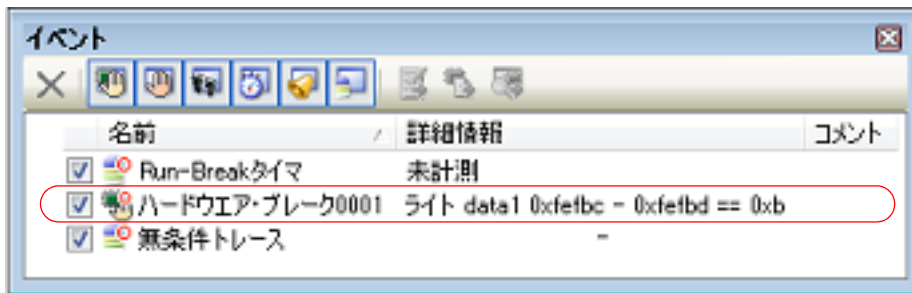 イベント
名前 詳細情報 コメント
Run-Breakタイマ 未計測
ハードウエア・ブレーク0001 ライト data1 0xfefbc - 0xfefbd == 0xb
無条件トレース -